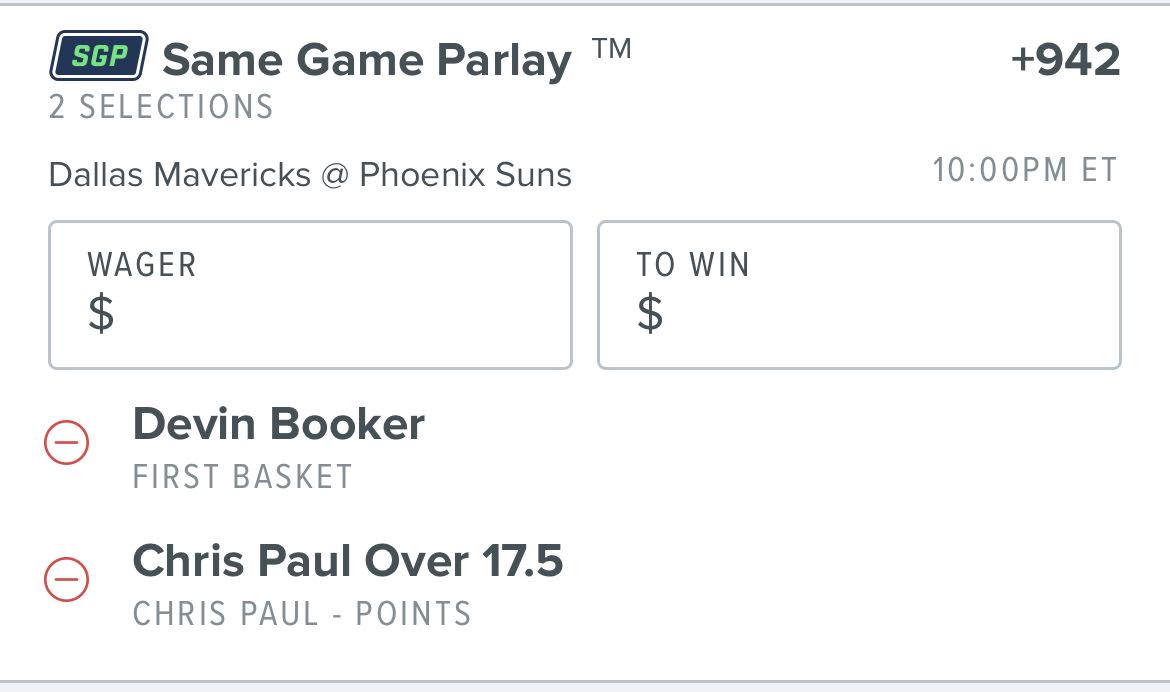 SGP Same Game Parlay ™ +942
2 SELECTIONS
Dallas Mavericks @ Phoenix Suns 10:00PM ET
WAGER TO WIN
$ $
Devin Booker
FIRST BASKET
Chris Paul Over 17.5
CHRIS PAUL - POINTS